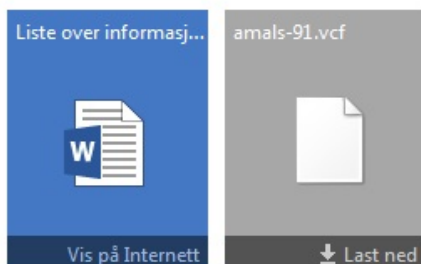 Liste over informasj...
amals-91.vcf
W
Vis på Internett
Last ned